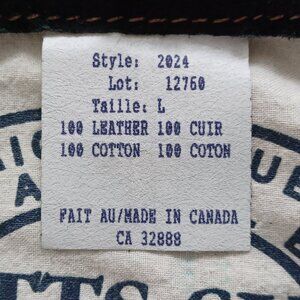 Style: 2024
Lot: 12760
Taille: L
100 LEATHER 100 CUIR
100 COTTON 100 COTON
FAIT AU/MADE IN CANADA
CA 32888